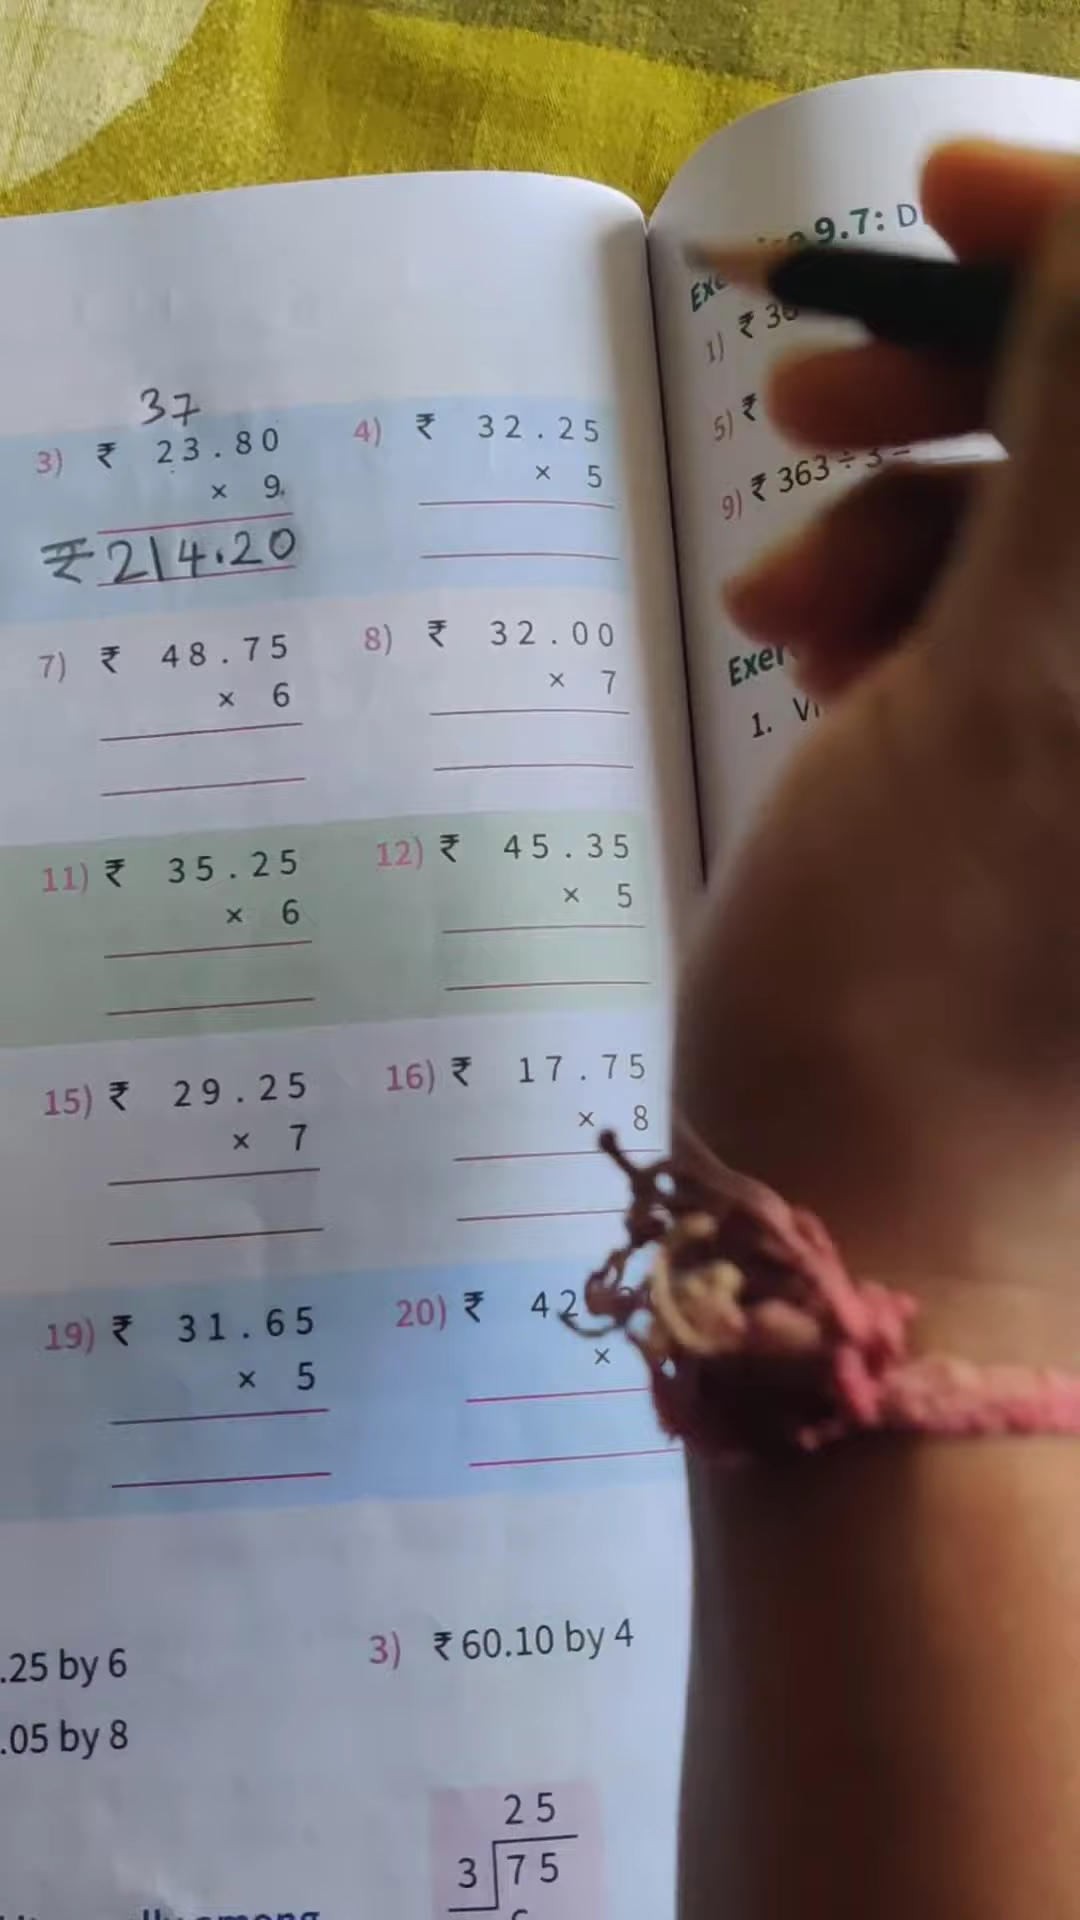 37
3) ₹ 23.80
× 9
₹214.20
4) ₹ 32.25
× 5
7) ₹ 48.75
× 6
8) ₹ 32.00
× 7
11) ₹ 35.25
× 6
12) ₹ 45.35
× 5
15) ₹ 29.25
× 7
16) ₹ 17.75
× 8
19) ₹ 31.65
× 5
20) ₹ 42
×
.25 by 6
3) ₹ 60.10 by 4
.05 by 8
25
3 75
9.7: D
1) ₹
5) ₹
9) ₹ 363 ÷ 3 =
1.